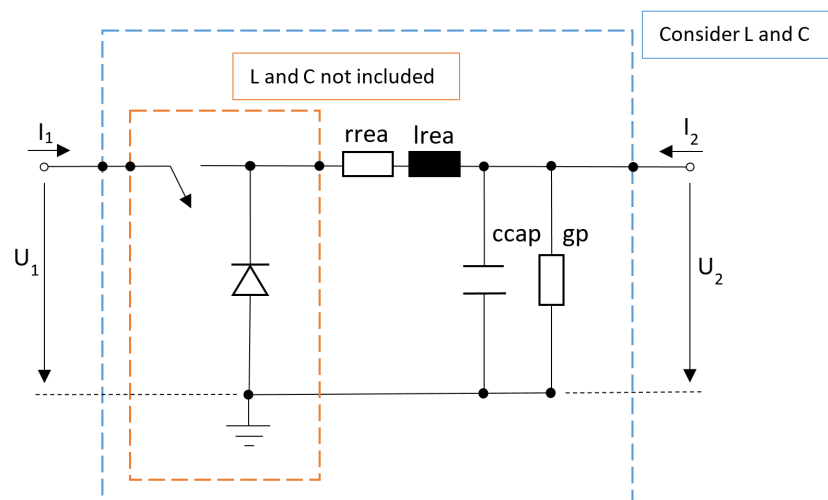 Consider L and C
L and C not included
I1
rrea
lrea
I2
ccap
gp
U1
U2